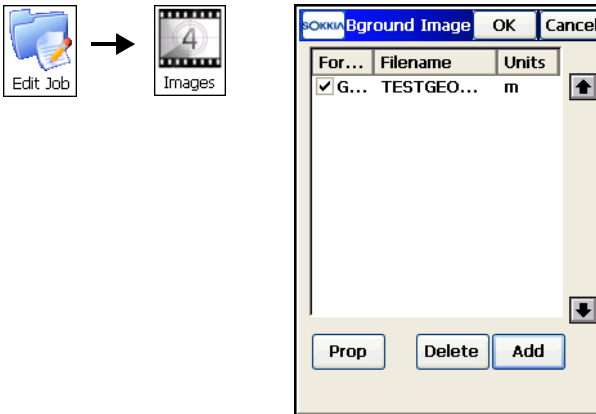 Edit Job
4
Images
SOKKIA Bground Image OK Cancel
For... Filename Units
G... TESTGEO... m
Prop Delete Add